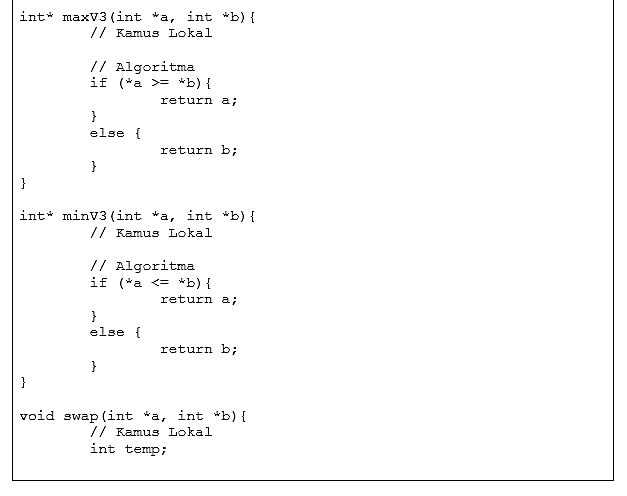 int* maxV3(int *a, int *b){
        // Kamus Lokal

        // Algoritma
        if (*a >= *b){
                return a;
        }
        else {
                return b;
        }
}

int* minV3(int *a, int *b){
        // Kamus Lokal

        // Algoritma
        if (*a <= *b){
                return a;
        }
        else {
                return b;
        }
}

void swap(int *a, int *b){
        // Kamus Lokal
        int temp;